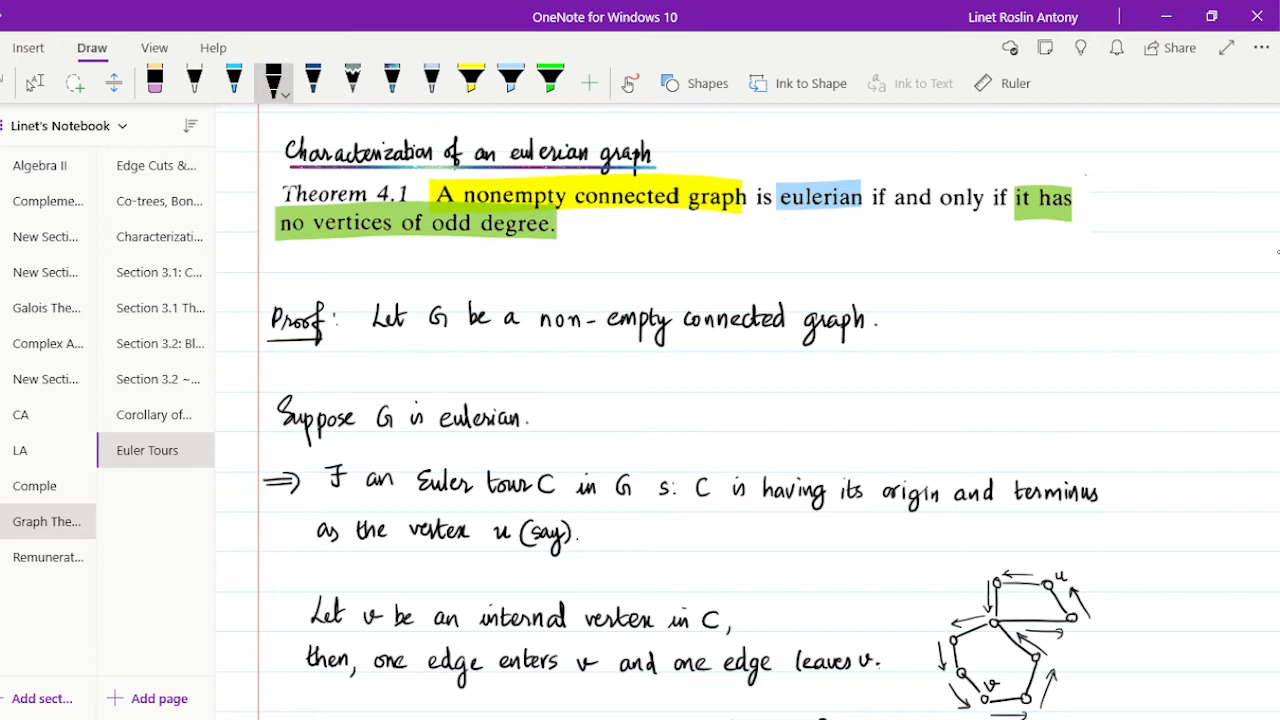 OneNote for Windows 10
Linet Roslin Antony
Insert
Draw
View
Help
Share
Shapes
Ink to Shape
Ink to Text
Ruler
Linet's Notebook
Algebra II
Compleme...
New Secti...
New Secti...
Galois The...
Complex A...
New Secti...
CA
LA
Comple
Graph The...
Remunerat...
Add sect...
Edge Cuts &...
Co-trees, Bon...
Characterizati...
Section 3.1: C...
Section 3.1 Th...
Section 3.2: Bl...
Section 3.2 ~...
Corollary of...
Euler Tours
Add page
Characterization of an eulerian graph
Theorem 4.1 A nonempty connected graph is eulerian if and only if it has
no vertices of odd degree.
Proof: Let G be a non-empty connected graph.
Suppose G is eulerian.
⇒ ∃ an Euler tour C in G s: C is having its origin and terminus
as the vertex u (say).
Let v be an internal vertex in C,
then, one edge enters v and one edge leaves v.
u
v